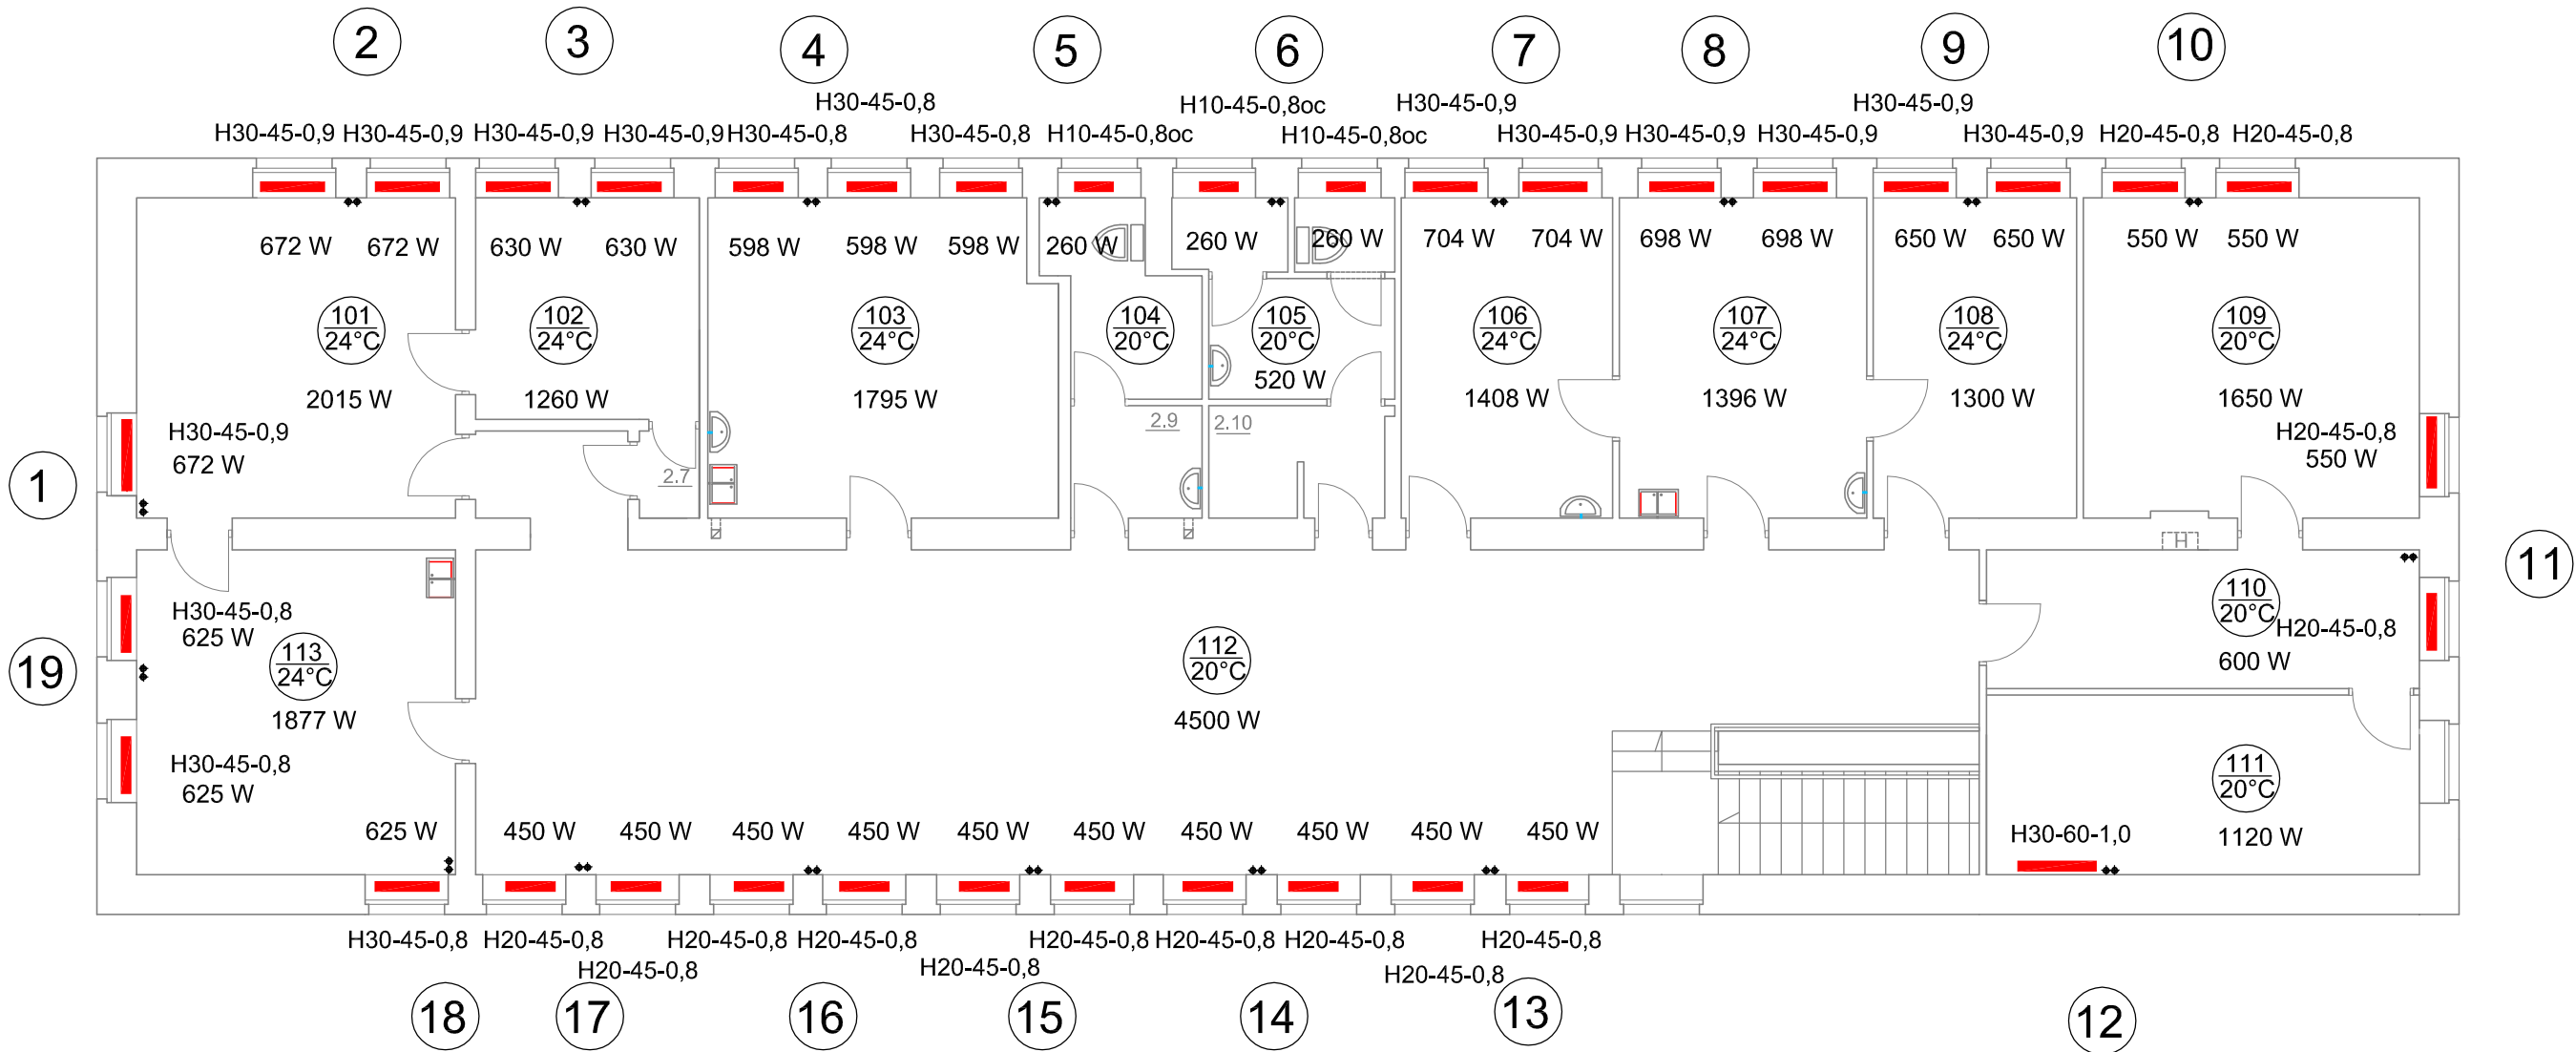 2
3
4
5
6
7
8
9
10
H30-45-0,8
H10-45-0,8oc
H30-45-0,9
H30-45-0,9
H30-45-0,9
H30-45-0,9
H30-45-0,9
H30-45-0,9
H30-45-0,8
H30-45-0,8
H10-45-0,8oc
H10-45-0,8oc
H30-45-0,9
H30-45-0,9
H30-45-0,9
H30-45-0,9
H20-45-0,8
H20-45-0,8
672 W
672 W
630 W
630 W
598 W
598 W
598 W
260 W
260 W
260 W
704 W
704 W
698 W
698 W
650 W
650 W
550 W
550 W
101
24°C
102
24°C
103
24°C
104
20°C
105
20°C
106
24°C
107
24°C
108
24°C
109
20°C
2015 W
1260 W
1795 W
520 W
1408 W
1396 W
1300 W
1650 W
H30-45-0,9
672 W
2.7
2.9
2.10
H20-45-0,8
550 W
1
H
11
H30-45-0,8
625 W
113
24°C
1877 W
112
20°C
4500 W
110
20°C
H20-45-0,8
600 W
19
H30-45-0,8
625 W
111
20°C
625 W
450 W
450 W
450 W
450 W
450 W
450 W
450 W
450 W
450 W
450 W
H30-60-1,0
1120 W
H30-45-0,8
H20-45-0,8
H20-45-0,8
H20-45-0,8
H20-45-0,8
H20-45-0,8
H20-45-0,8
H20-45-0,8
H20-45-0,8
H20-45-0,8
H20-45-0,8
18
17
16
15
14
13
12